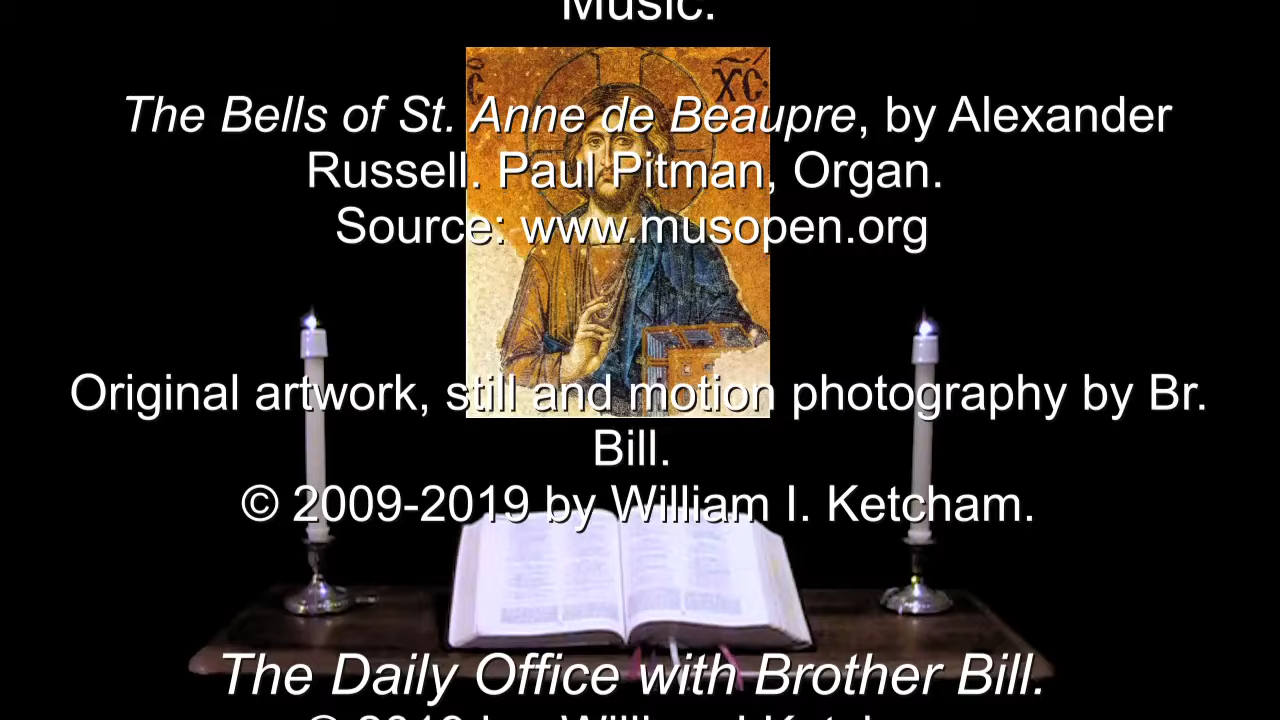 Music.
The Bells of St. Anne de Beaupre, by Alexander
Russell. Paul Pitman, Organ.
Source: www.musopen.org
Original artwork, still and motion photography by Br.
Bill.
© 2009-2019 by William I. Ketcham.
The Daily Office with Brother Bill.